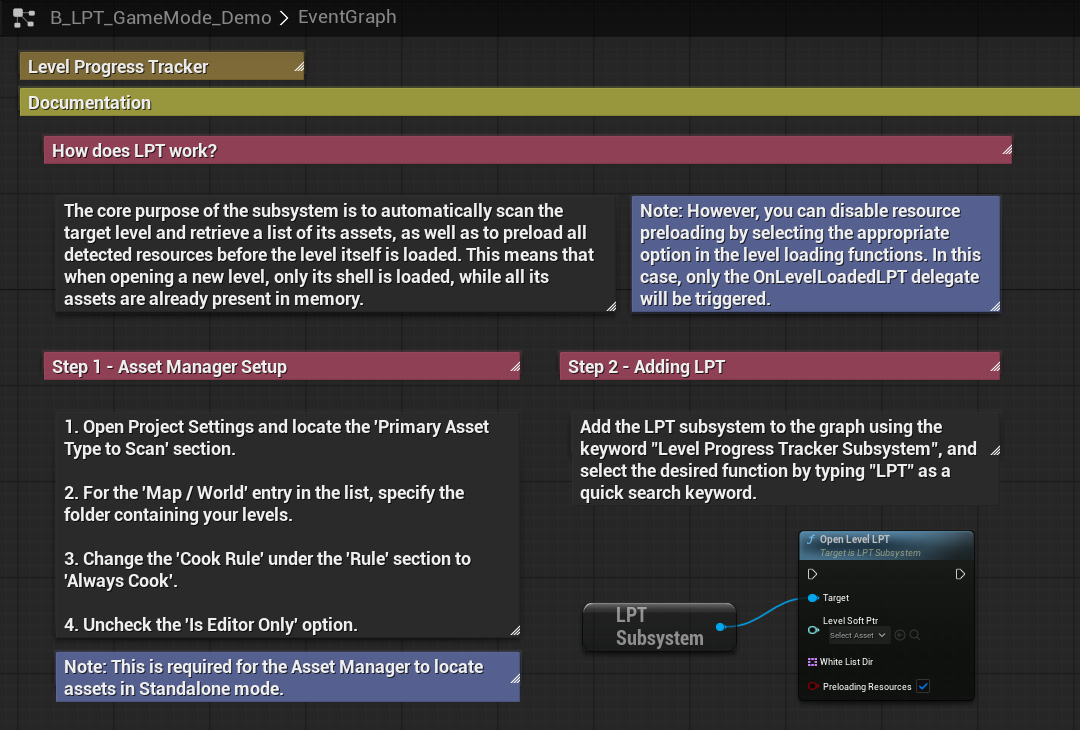 B_LPT_GameMode_Demo > EventGraph
Level Progress Tracker
Documentation
How does LPT work?
The core purpose of the subsystem is to automatically scan the
target level and retrieve a list of its assets, as well as to preload all
detected resources before the level itself is loaded. This means that
when opening a new level, only its shell is loaded, while all its
assets are already present in memory.
Note: However, you can disable resource
preloading by selecting the appropriate
option in the level loading functions. In this
case, only the OnLevelLoadedLPT delegate
will be triggered.
Step 1 - Asset Manager Setup
1. Open Project Settings and locate the 'Primary Asset
Type to Scan' section.
2. For the 'Map / World' entry in the list, specify the
folder containing your levels.
3. Change the 'Cook Rule' under the 'Rule' section to
'Always Cook'.
4. Uncheck the 'Is Editor Only' option.
Note: This is required for the Asset Manager to locate
assets in Standalone mode.
Step 2 - Adding LPT
Add the LPT subsystem to the graph using the
keyword "Level Progress Tracker Subsystem", and
select the desired function by typing "LPT" as a
quick search keyword.
LPT
Subsystem
f Open Level LPT
Target is LPT Subsystem
Target
Level Soft Ptr
Select Asset
White List Dir
Preloading Resources